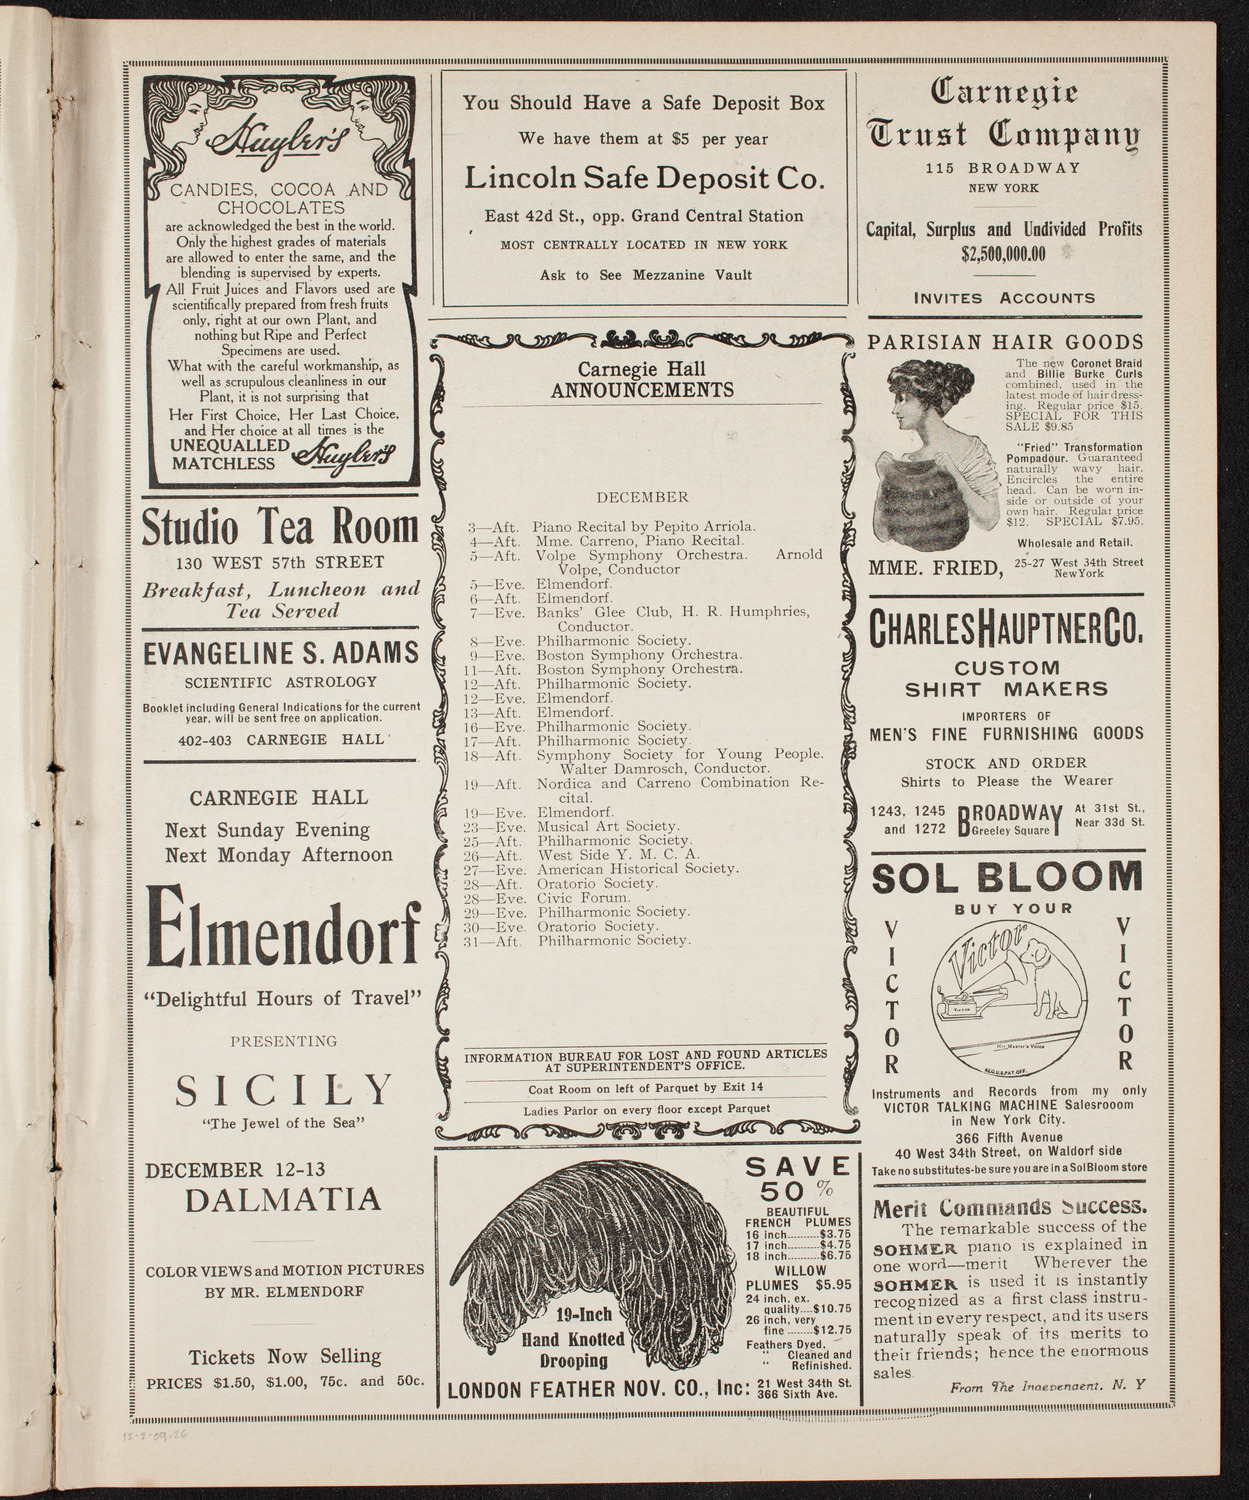 Huyler's
CANDIES, COCOA AND
CHOCOLATES
are acknowledged the best in the world.
Only the highest grades of materials
are allowed to enter the same, and the
blending is supervised by experts.
All Fruit Juices and Flavors used are
scientifically prepared from fresh fruits
only, right at our own Plant, and
nothing but Ripe and Perfect
Specimens are used.
What with the careful workmanship, as
well as scrupulous cleanliness in our
Plant, it is not surprising that
Her First Choice, Her Last Choice,
and Her choice at all times is the
UNEQUALLED
MATCHLESS
Huyler's
Studio Tea Room
130 WEST 57th STREET
Breakfast, Luncheon and
Tea Served
EVANGELINE S. ADAMS
SCIENTIFIC ASTROLOGY
Booklet including General Indications for the current
year, will be sent free on application.
402-403 CARNEGIE HALL
CARNEGIE HALL
Next Sunday Evening
Next Monday Afternoon
Elmendorf
"Delightful Hours of Travel"
PRESENTING
SICILY
"The Jewel of the Sea"
DECEMBER 12-13
DALMATIA
COLOR VIEWS and MOTION PICTURES
BY MR. ELMENDORF
Tickets Now Selling
PRICES $1.50, $1.00, 75c. and 50c.
You Should Have a Safe Deposit Box
We have them at $5 per year
Lincoln Safe Deposit Co.
East 42d St., opp. Grand Central Station
MOST CENTRALLY LOCATED IN NEW YORK
Ask to See Mezzanine Vault
Carnegie Hall
ANNOUNCEMENTS
DECEMBER
3—Aft. Piano Recital by Pepito Arriola.
4—Aft. Mme. Carreno, Piano Recital.
5—Aft. Volpe Symphony Orchestra. Arnold
Volpe, Conductor
5—Eve. Elmendorf.
6—Aft. Elmendorf.
7—Eve. Banks' Glee Club, H. R. Humphries,
Conductor.
8—Eve. Philharmonic Society.
9—Eve. Boston Symphony Orchestra.
11—Aft. Boston Symphony Orchestra.
12—Aft. Philharmonic Society.
12—Eve. Elmendorf.
13—Aft. Elmendorf.
16—Eve. Philharmonic Society.
17—Aft. Philharmonic Society.
18—Aft. Symphony Society for Young People.
Walter Damrosch, Conductor.
19—Aft. Nordica and Carreno Combination Re-
cital.
19—Eve. Elmendorf.
23—Eve. Musical Art Society.
25—Aft. Philharmonic Society.
26—Aft. West Side Y. M. C. A.
27—Eve. American Historical Society.
28—Aft. Oratorio Society.
28—Eve. Civic Forum.
29—Eve. Philharmonic Society.
30—Eve. Oratorio Society.
31—Aft. Philharmonic Society.
INFORMATION BUREAU FOR LOST AND FOUND ARTICLES
AT SUPERINTENDENT'S OFFICE.
Coat Room on left of Parquet by Exit 14
Ladies Parlor on every floor except Parquet
19-Inch
Hand Knotted
Drooping
SAVE
50%
BEAUTIFUL
FRENCH PLUMES
16 inch..........$3.75
17 inch..........$4.75
18 inch..........$6.75
WILLOW
PLUMES $5.95
24 inch, ex.
quality....$10.75
26 inch, very
fine .......$12.75
Feathers Dyed,
" Cleaned and
" Refinished.
LONDON FEATHER NOV. CO., Inc: 21 West 34th St.
366 Sixth Ave.
Carnegie
Trust Company
115 BROADWAY
NEW YORK
Capital, Surplus and Undivided Profits
$2,500,000.00
INVITES ACCOUNTS
PARISIAN HAIR GOODS
The new Coronet Braid
and Billie Burke Curls
combined, used in the
latest mode of hairdress-
ing. Regular price $15.
SPECIAL FOR THIS
SALE $9.85
"Fried" Transformation
Pompadour. Guaranteed
naturally wavy hair.
Encircles the entire
head. Can be worn in-
side or outside of your
own hair. Regular price
$12. SPECIAL $7.95.
Wholesale and Retail.
MME. FRIED, 25-27 West 34th Street
NewYork
CHARLES HAUPTNER CO.
CUSTOM
SHIRT MAKERS
IMPORTERS OF
MEN'S FINE FURNISHING GOODS
STOCK AND ORDER
Shirts to Please the Wearer
1243, 1245
and 1272
BROADWAY
Greeley Square
At 31st St.,
Near 33d St.
SOL BLOOM
BUY YOUR
VICTOR
Victor
Victor
His Master's Voice
REG.U.S.PAT.OFF.
VICTOR
Instruments and Records from my only
VICTOR TALKING MACHINE Salesrooom
in New York City.
366 Fifth Avenue
40 West 34th Street, on Waldorf side
Take no substitutes-be sure you are in a Sol Bloom store
Merit Commands Success.
The remarkable success of the
SOHMER piano is explained in
one word—merit Wherever the
SOHMER is used it is instantly
recognized as a first class instru-
ment in every respect, and its users
naturally speak of its merits to
their friends; hence the enormous
sales.
From The Independent, N. Y
12-2-09,2E